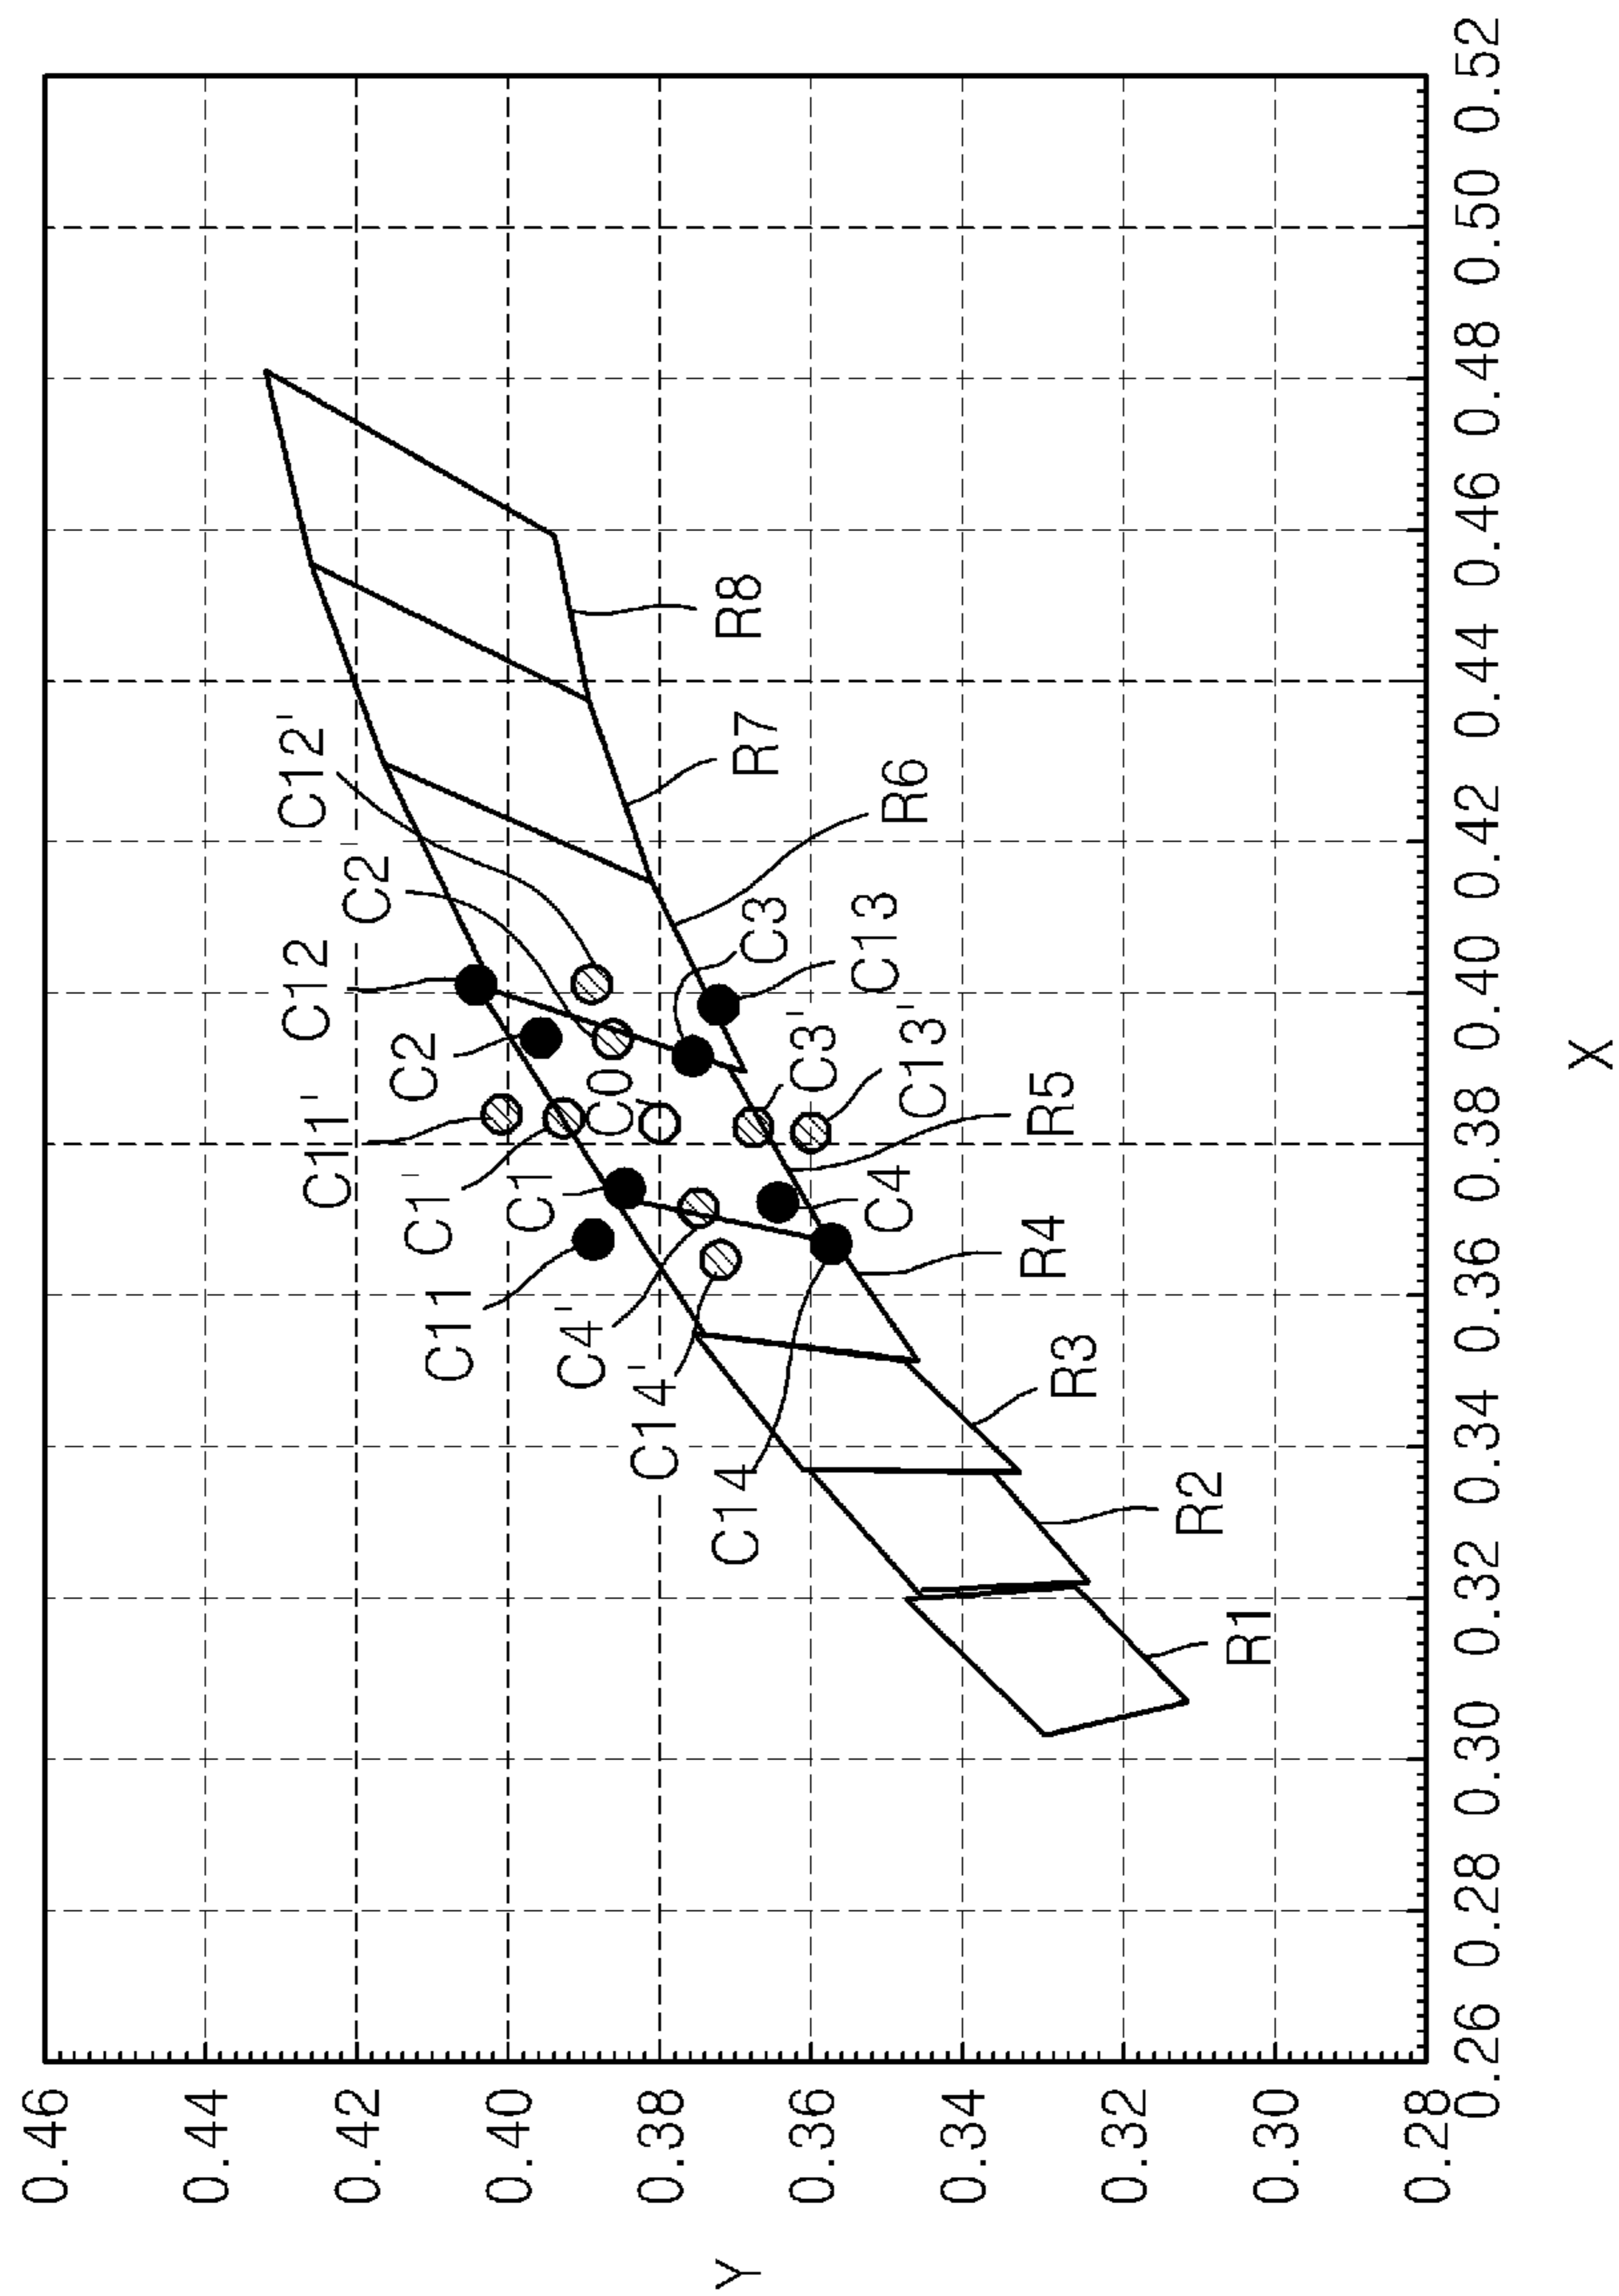 Y
0.46
0.44
0.42
0.40
0.38
0.36
0.34
0.32
0.30
0.28
C12'
C2
C12
C2
C11'
C1'
C1
C11
C0
C4'
C14'
C14
C3
C13
C3'
C13'
C4
R8
R7
R6
R5
R4
R3
R2
R1
0.26 0.28 0.30 0.32 0.34 0.36 0.38 0.40 0.42 0.44 0.46 0.48 0.50 0.52
X